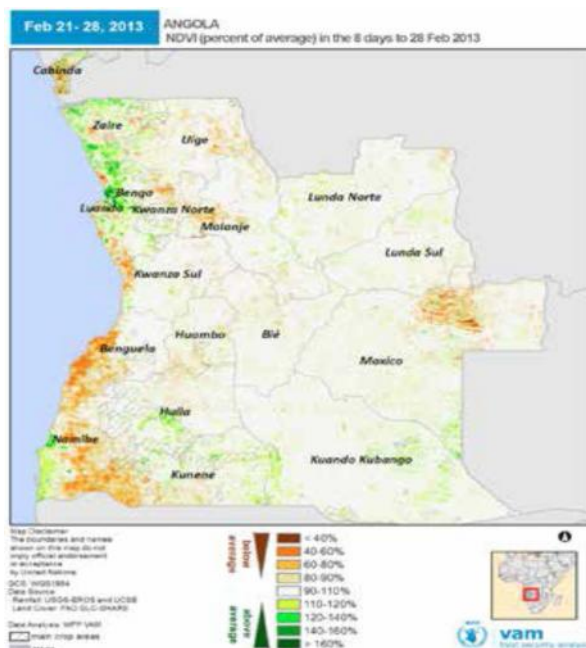 Feb 21- 28, 2013
ANGOLA
NDVI (percent of average) in the 8 days to 28 Feb 2013
Cabinda
Zaire
Uige
Bengo
Luanda
Kwanza Norte
Malanje
Lunda Norte
Lunda Sul
Kwanza Sul
Benguela
Huambo
Bié
Moxico
Huila
Namibe
Kunene
Kuando Kubango
Map Disclaimer
The boundaries and names
shown on this map do not
imply official endorsement
or acceptance
by United Nations.
GCS: WGS1984
Data Source
Rainfall: USGS-EROS and UCSB
Land Cover: FAO GLC-SHARE
Data Analysis: WFP VAM
main crop areas
below
average
above
average
< 40%
40-60%
60-80%
80-90%
90-110%
110-120%
120-140%
140-160%
> 160%
WFP
vam
food security analysis